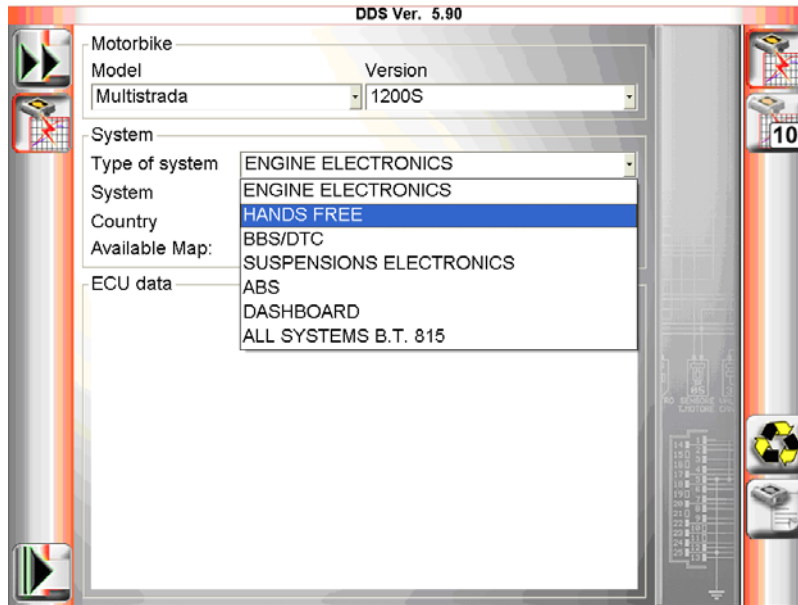 DDS Ver. 5.90
Motorbike
Model Version
Multistrada 1200S
System
Type of system ENGINE ELECTRONICS
System ENGINE ELECTRONICS
Country HANDS FREE
Available Map: BBS/DTC
SUSPENSIONS ELECTRONICS
ECU data ABS
DASHBOARD
ALL SYSTEMS B.T. 815
10